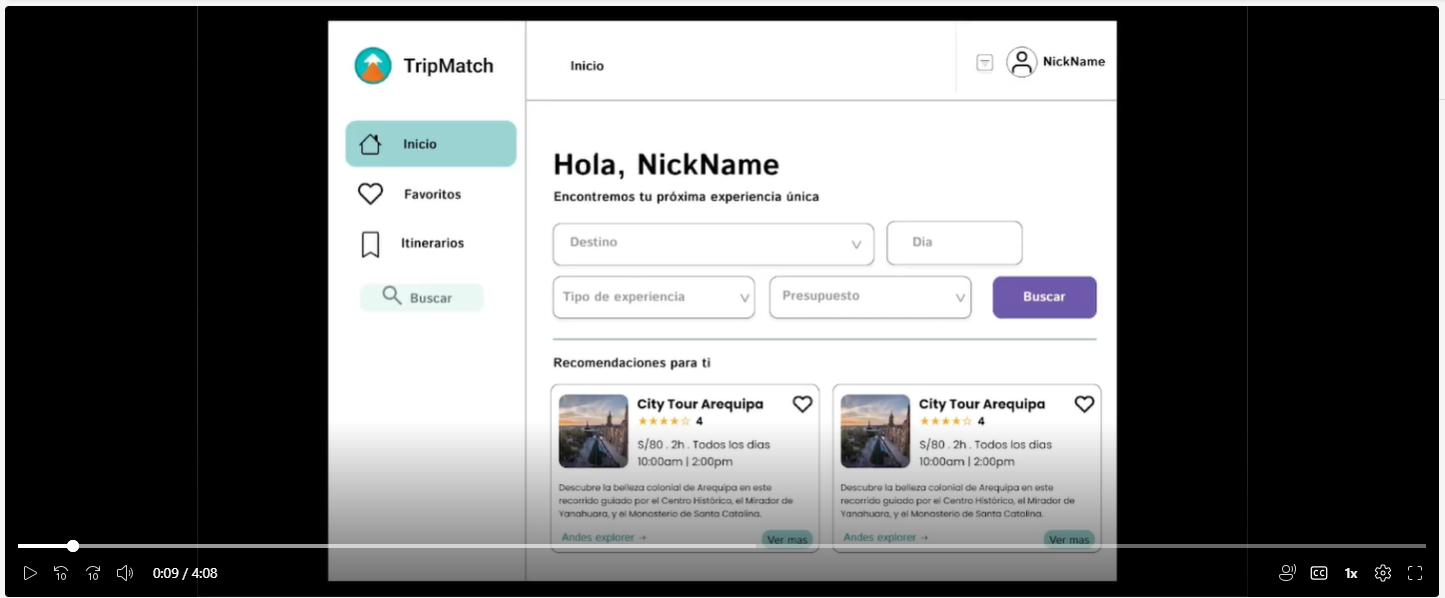 TripMatch
Inicio
NickName
Inicio
Favoritos
Itinerarios
Buscar
Hola, NickName
Encontremos tu próxima experiencia única
Destino
Dia
Tipo de experiencia
Presupuesto
Buscar
Recomendaciones para ti
City Tour Arequipa
4
S/80 . 2h . Todos los dias
10:00am | 2:00pm
Descubre la belleza colonial de Arequipa en este
recorrido guiado por el Centro Histórico, el Mirador de
Yanahuara, y el Monasterio de Santa Catalina.
Andes explorer →
Ver mas
City Tour Arequipa
4
S/80 . 2h . Todos los dias
10:00am | 2:00pm
Descubre la belleza colonial de Arequipa en este
recorrido guiado por el Centro Histórico, el Mirador de
Yanahuara, y el Monasterio de Santa Catalina.
Andes explorer →
Ver mas
10
10
0:09 / 4:08
CC
1x